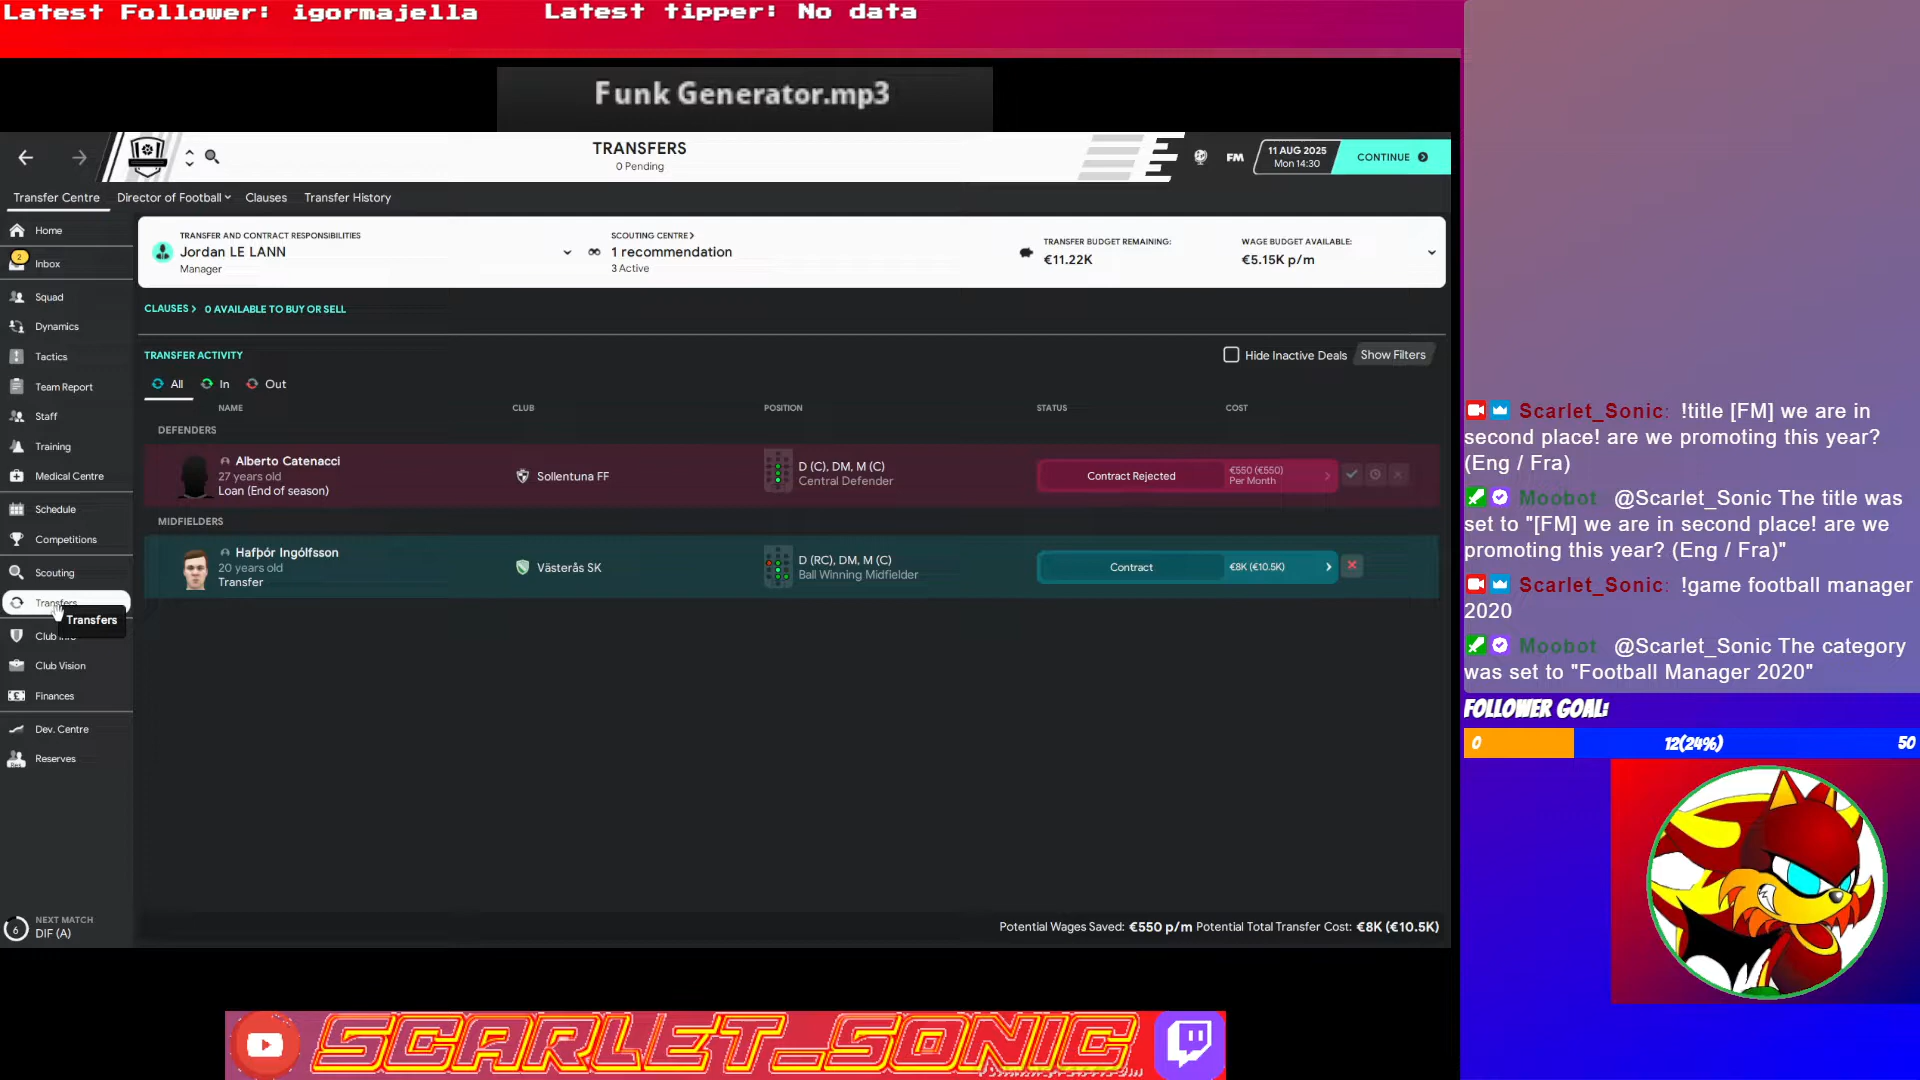 Latest Follower: igormajella Latest tipper: No data
Funk Generator.mp3
TRANSFERS
0 Pending
FM
11 AUG 2025
Mon 14:30
CONTINUE
Transfer Centre Director of Football Clauses Transfer History
Home
2
Inbox
Squad
Dynamics
Tactics
Team Report
Staff
Training
Medical Centre
Schedule
Competitions
Scouting
Transfers
Transfers
Club Info
Club Vision
Finances
Dev. Centre
Reserves
6
NEXT MATCH
DIF (A)
TRANSFER AND CONTRACT RESPONSIBILITIES
Jordan LE LANN
Manager
SCOUTING CENTRE >
1 recommendation
3 Active
TRANSFER BUDGET REMAINING:
€11.22K
WAGE BUDGET AVAILABLE:
€5.15K p/m
CLAUSES > 0 AVAILABLE TO BUY OR SELL
TRANSFER ACTIVITY
Hide Inactive Deals Show Filters
All In Out
NAME CLUB POSITION STATUS COST
DEFENDERS
Alberto Catenacci
27 years old
Loan (End of season)
Sollentuna FF
D (C), DM, M (C)
Central Defender
Contract Rejected
€550 (€550)
Per Month
MIDFIELDERS
Hafþór Ingólfsson
20 years old
Transfer
Västerås SK
D (RC), DM, M (C)
Ball Winning Midfielder
Contract
€8K (€10.5K)
Potential Wages Saved: €550 p/m Potential Total Transfer Cost: €8K (€10.5K)
Scarlet_Sonic: !title [FM] we are in
second place! are we promoting this year?
(Eng / Fra)
Moobot @Scarlet_Sonic The title was
set to "[FM] we are in second place! are we
promoting this year? (Eng / Fra)"
Scarlet_Sonic: !game football manager
2020
Moobot @Scarlet_Sonic The category
was set to "Football Manager 2020"
FOLLOWER GOAL:
0 12(24%) 50
SCARLET_SONIC